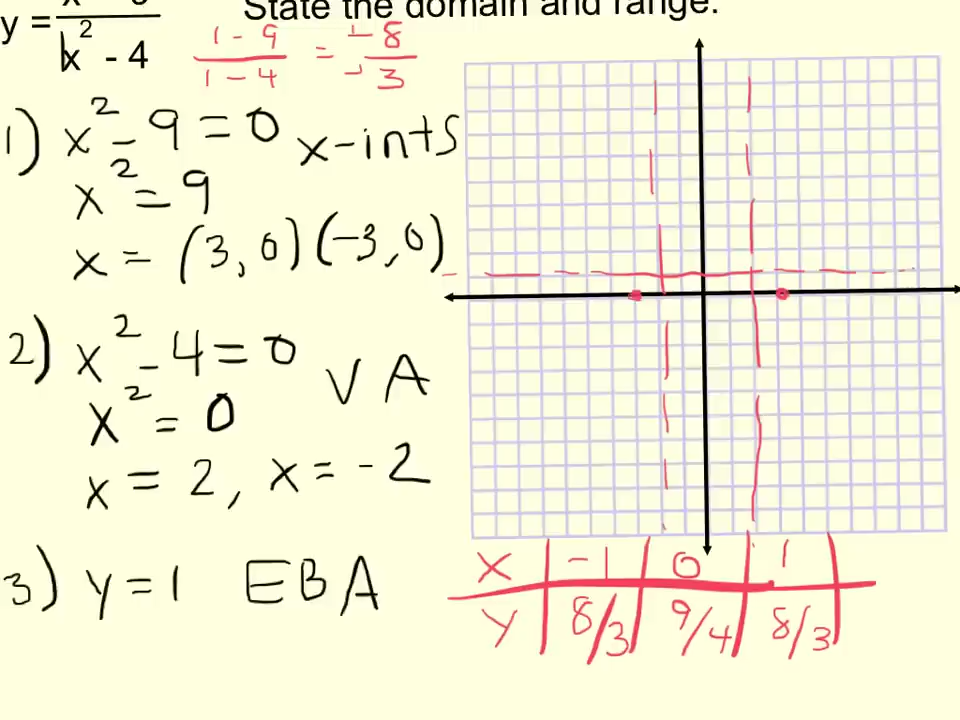 State the domain and range.
y =
x² - 4
1 - 9 / 1 - 4 = -8 / -3
1) x² - 9 = 0 x-ints
x² = 9
x = (3, 0) (-3, 0)
2) x² - 4 = 0 V A
x² = 0
x = 2, x = -2
3) y = 1 EBA
x | -1 | 0 | 1 |
y | 8/3 | 9/4 | 8/3 |